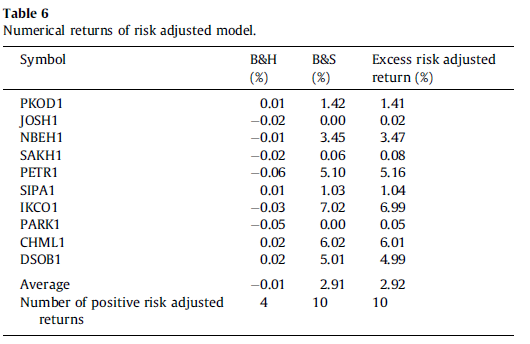 Table 6
Numerical returns of risk adjusted model.
Symbol B&H B&S Excess risk adjusted
(%) (%) return (%)
PKOD1 0.01 1.42 1.41
JOSH1 −0.02 0.00 0.02
NBEH1 −0.01 3.45 3.47
SAKH1 −0.02 0.06 0.08
PETR1 −0.06 5.10 5.16
SIPA1 0.01 1.03 1.04
IKCO1 −0.03 7.02 6.99
PARK1 −0.05 0.00 0.05
CHML1 0.02 6.02 6.01
DSOB1 0.02 5.01 4.99
Average −0.01 2.91 2.92
Number of positive risk adjusted 4 10 10
returns